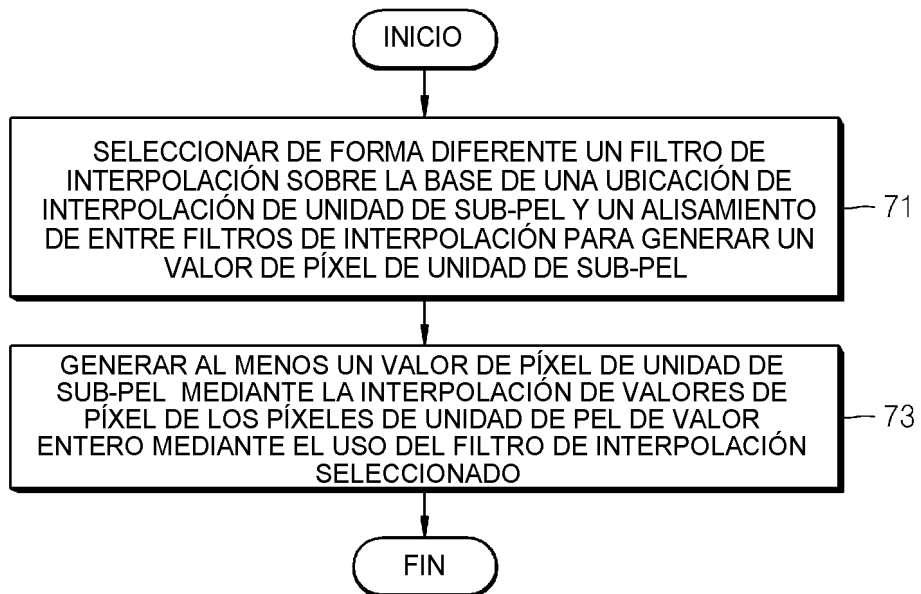 INICIO
SELECCIONAR DE FORMA DIFERENTE UN FILTRO DE
INTERPOLACIÓN SOBRE LA BASE DE UNA UBICACIÓN DE
INTERPOLACIÓN DE UNIDAD DE SUB-PEL Y UN ALISAMIENTO
DE ENTRE FILTROS DE INTERPOLACIÓN PARA GENERAR UN
VALOR DE PÍXEL DE UNIDAD DE SUB-PEL
71
GENERAR AL MENOS UN VALOR DE PÍXEL DE UNIDAD DE
SUB-PEL MEDIANTE LA INTERPOLACIÓN DE VALORES DE
PÍXEL DE LOS PÍXELES DE UNIDAD DE PEL DE VALOR
ENTERO MEDIANTE EL USO DEL FILTRO DE INTERPOLACIÓN
SELECCIONADO
73
FIN